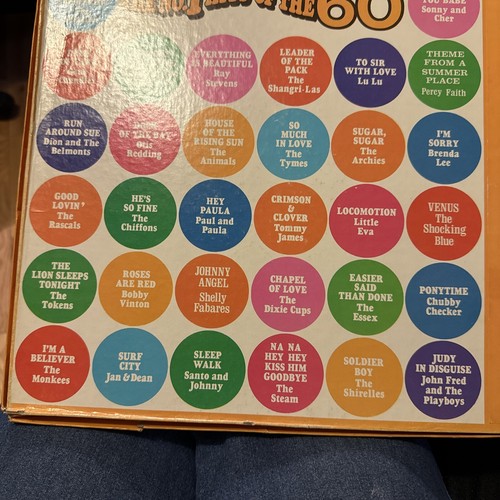 THE NO 1 HITS OF THE 60
YOU BABE
Sonny and
Cher
EVERYTHING
IS BEAUTIFUL
Ray
Stevens
LEADER
OF THE
PACK
The
Shangri-Las
TO SIR
WITH LOVE
Lu Lu
THEME
FROM A
SUMMER
PLACE
Percy Faith
RUN
AROUND SUE
Dion and The
Belmonts
DOCK
OF THE BAY
Otis
Redding
HOUSE
OF THE
RISING SUN
The
Animals
SO
MUCH
IN LOVE
The
Tymes
SUGAR,
SUGAR
The
Archies
I'M
SORRY
Brenda
Lee
GOOD
LOVIN'
The
Rascals
HE'S
SO FINE
The
Chiffons
HEY
PAULA
Paul and
Paula
CRIMSON
&
CLOVER
Tommy
James
LOCOMOTION
Little
Eva
VENUS
The
Shocking
Blue
THE
LION SLEEPS
TONIGHT
The
Tokens
ROSES
ARE RED
Bobby
Vinton
JOHNNY
ANGEL
Shelly
Fabares
CHAPEL
OF LOVE
The
Dixie Cups
EASIER
SAID
THAN DONE
The
Essex
PONYTIME
Chubby
Checker
I'M A
BELIEVER
The
Monkees
SURF
CITY
Jan & Dean
SLEEP
WALK
Santo and
Johnny
NA NA
HEY HEY
KISS HIM
GOODBYE
The
Steam
SOLDIER
BOY
The
Shirelles
JUDY
IN DISGUISE
John Fred
and The
Playboys